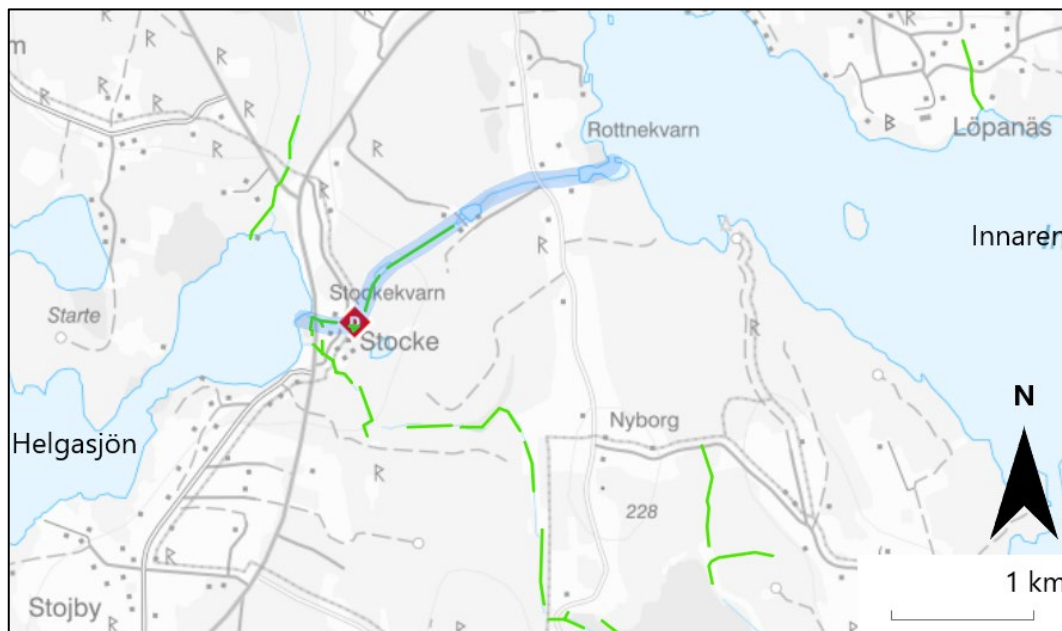 m
R
R
R
R
R
R
R
B
Löpanäs
Rottnekvarn
Innaren
R
Starte
Stockekvarn
D
Stocke
R
Helgasjön
Nyborg
N
R
228
R
1 km
Stojby
R
R